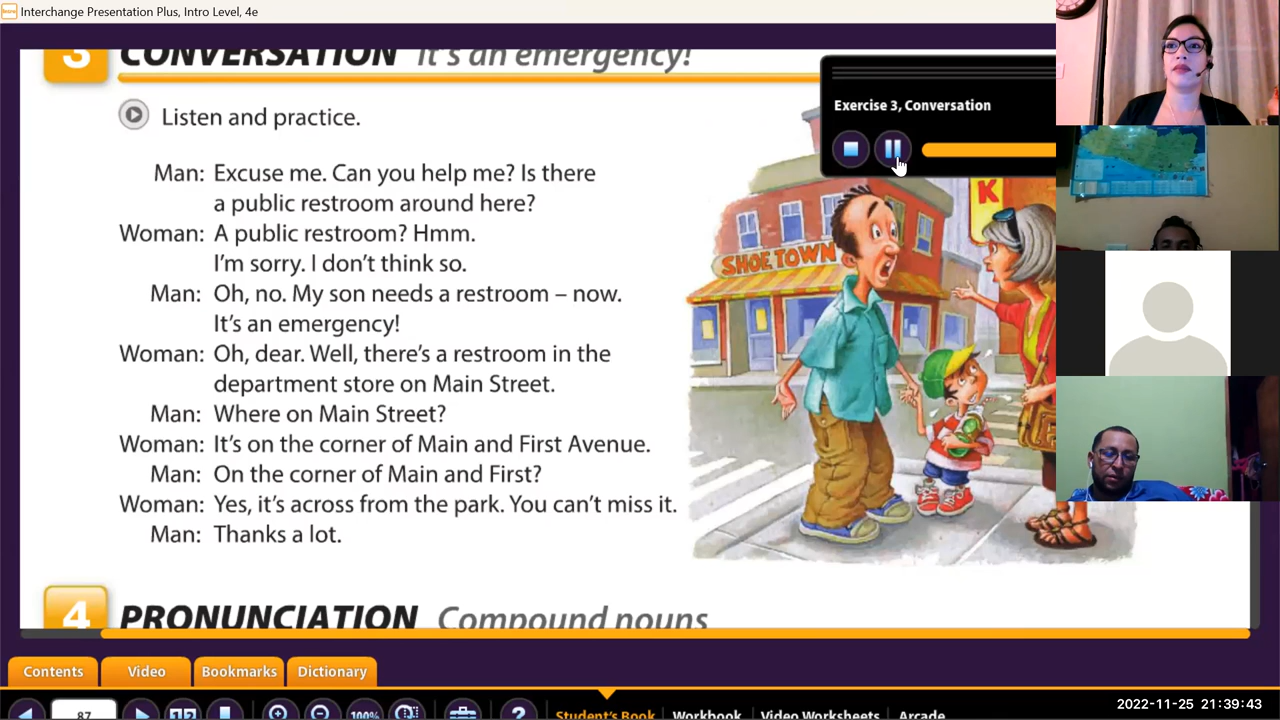 Interchange Presentation Plus, Intro Level, 4e
3 CONVERSATION It's an emergency!
Listen and practice.
Exercise 3, Conversation
Man: Excuse me. Can you help me? Is there
a public restroom around here?
Woman: A public restroom? Hmm.
I'm sorry. I don't think so.
Man: Oh, no. My son needs a restroom – now.
It's an emergency!
Woman: Oh, dear. Well, there's a restroom in the
department store on Main Street.
Man: Where on Main Street?
Woman: It's on the corner of Main and First Avenue.
Man: On the corner of Main and First?
Woman: Yes, it's across from the park. You can't miss it.
Man: Thanks a lot.
SHOE TOWN
K
4 PRONUNCIATION Compound nouns
Contents Video Bookmarks Dictionary
87 100% ? Student's Book Workbook Video Worksheets Arcade
2022-11-25 21:39:43